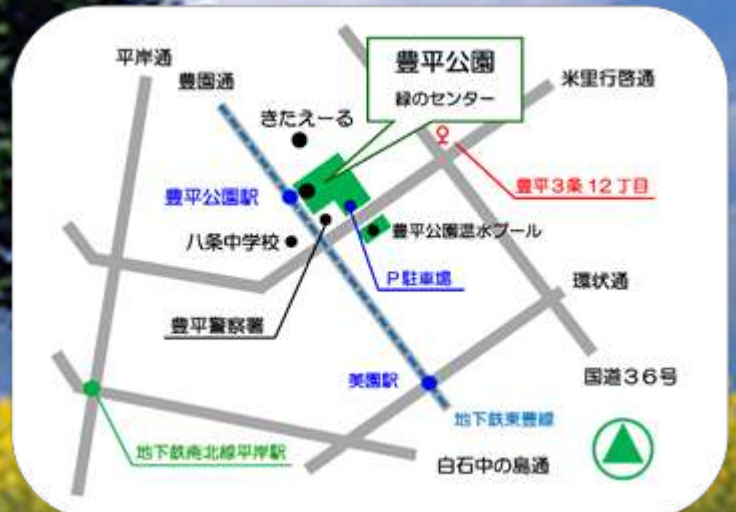 平岸通
豊園通
豊平公園
緑のセンター
米里行啓通
きたえーる
豊平3条12丁目
豊平公園駅
豊平公園温水プール
八条中学校
P駐車場
環状通
豊平警察署
美園駅
国道36号
地下鉄東豊線
地下鉄南北線平岸駅
白石中の島通